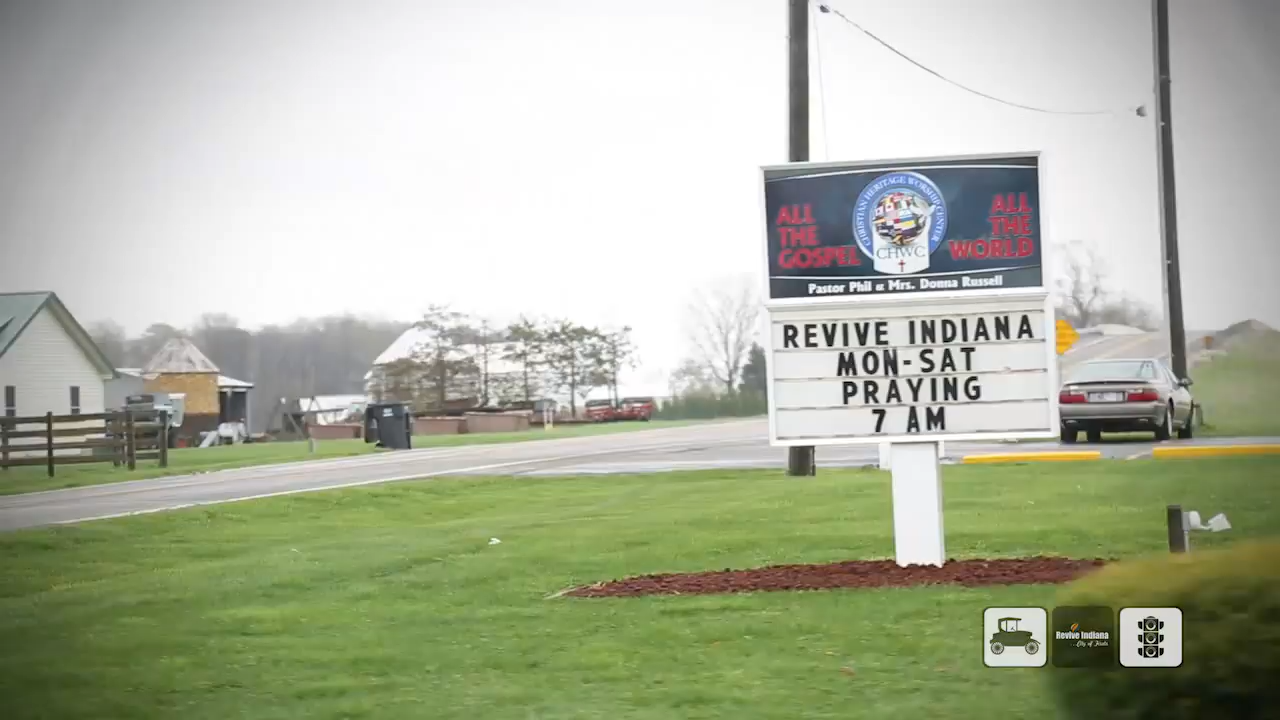 CHRISTIAN HERITAGE WORSHIP CENTER
ALL
THE
GOSPEL
CHWC
ALL
THE
WORLD
Pastor Phil & Mrs. Donna Russell
REVIVE INDIANA
MON-SAT
PRAYING
7 AM
Revive Indiana